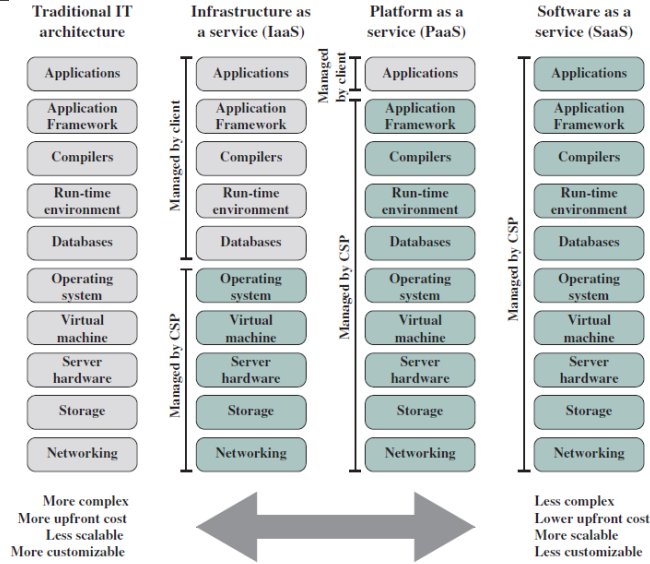 Traditional IT
architecture
Applications
Application
Framework
Compilers
Run-time
environment
Databases
Operating
system
Virtual
machine
Server
hardware
Storage
Networking
Infrastructure as
a service (IaaS)
Managed by client
Managed by CSP
Applications
Application
Framework
Compilers
Run-time
environment
Databases
Operating
system
Virtual
machine
Server
hardware
Storage
Networking
Platform as a
service (PaaS)
Managed
by client
Managed by CSP
Applications
Application
Framework
Compilers
Run-time
environment
Databases
Operating
system
Virtual
machine
Server
hardware
Storage
Networking
Software as a
service (SaaS)
Managed by CSP
Applications
Application
Framework
Compilers
Run-time
environment
Databases
Operating
system
Virtual
machine
Server
hardware
Storage
Networking
More complex
More upfront cost
Less scalable
More customizable
Less complex
Lower upfront cost
More scalable
Less customizable